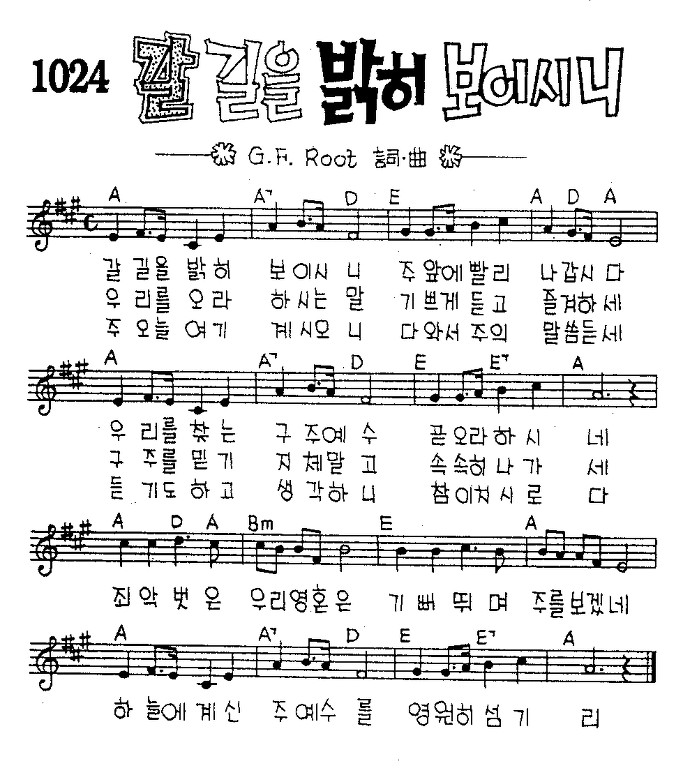 1024 갈 길을 밝히 보이시니
G.F. Root 詞·曲
A A7 D E A D A
갈 길을 밝히 보이시니 주 앞에 빨리 나갑시다
우리를 오라 하시는 말 기쁘게 듣고 즐겨하세
주 오늘 여기 계시오니 다 와서 주의 말씀듣세
A A7 D E E7 A
우리를 찾는 구주예수 곧 오라 하시네
구주를 믿기 지체말고 속속히 나가세
듣기도 하고 생각하니 참 이치시로다
A D A Bm E A
죄악 벗은 우리영혼은 기뻐 뛰며 주를보겠네
A A7 D E E7 A
하늘에 계신 주 예수를 영원히 섬기리